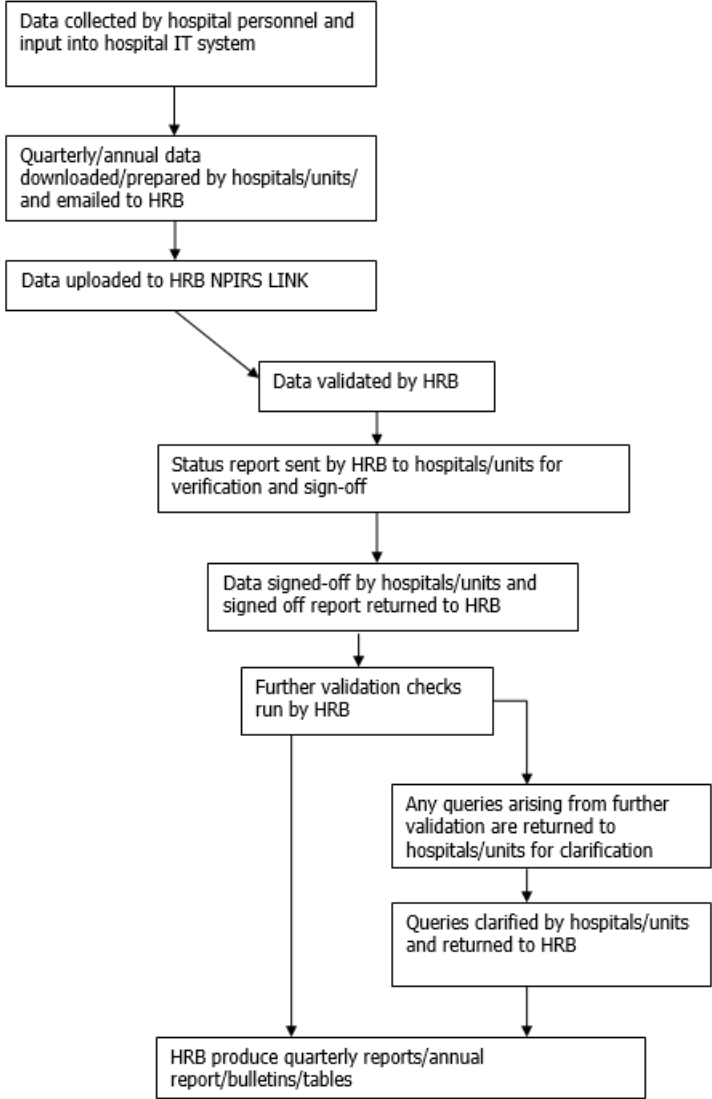 Data collected by hospital personnel and
input into hospital IT system
Quarterly/annual data
downloaded/prepared by hospitals/units/
and emailed to HRB
Data uploaded to HRB NPIRS LINK
Data validated by HRB
Status report sent by HRB to hospitals/units for
verification and sign-off
Data signed-off by hospitals/units and
signed off report returned to HRB
Further validation checks
run by HRB
Any queries arising from further
validation are returned to
hospitals/units for clarification
Queries clarified by hospitals/units
and returned to HRB
HRB produce quarterly reports/annual
report/bulletins/tables